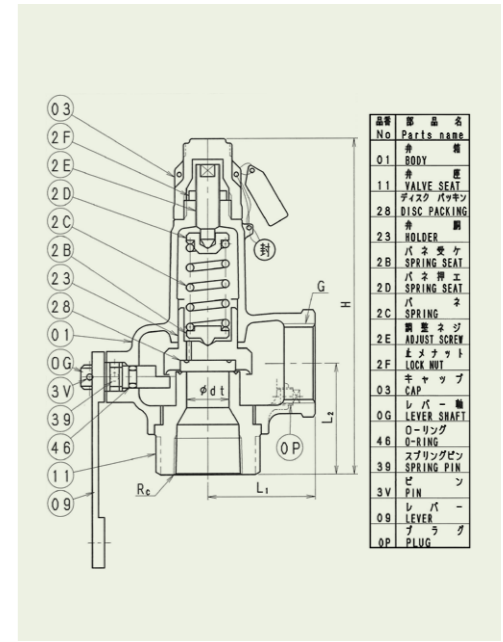 03
2F
2E
2D
2C
2B
23
28
01
0G
3V
39
46
11
09
封
G
H
φdt
L₂
0P
Rc
L₁
品番 部品名
No Parts name
弁箱
01 BODY
弁座
11 VALVE SEAT
ディスク パッキン
28 DISC PACKING
弁胴
23 HOLDER
バネ受ケ
2B SPRING SEAT
バネ押エ
2D SPRING SEAT
バネ
2C SPRING
調整ネジ
2E ADJUST SCREW
止メナット
2F LOCK NUT
キャップ
03 CAP
レバー軸
0G LEVER SHAFT
O-リング
46 O-RING
スプリングピン
39 SPRING PIN
ピン
3V PIN
レバー
09 LEVER
プラグ
0P PLUG